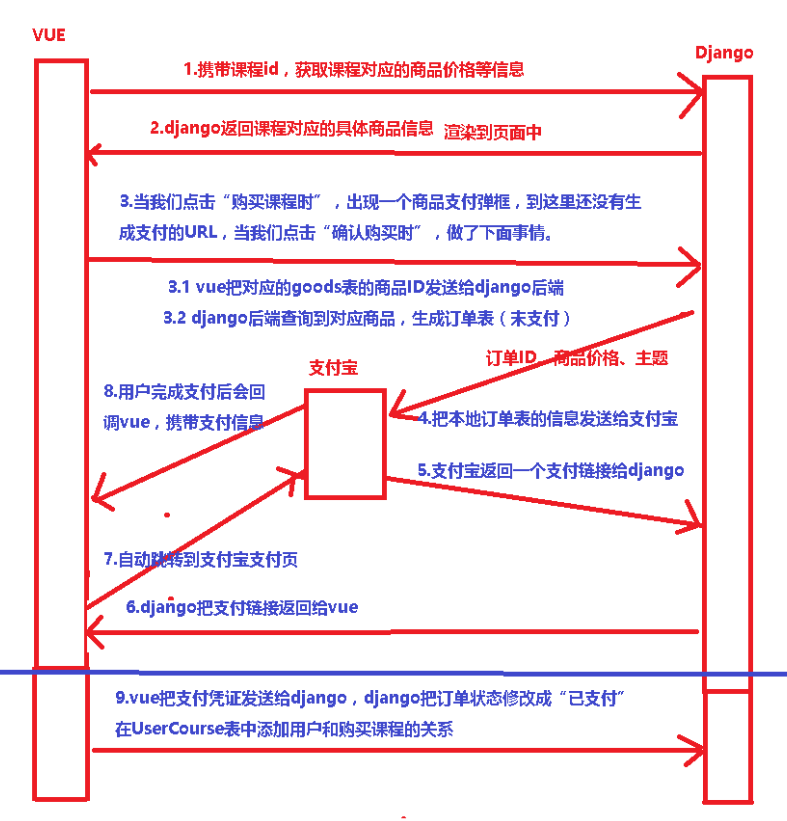 VUE
Django
1.携带课程id，获取课程对应的商品价格等信息
2.django返回课程对应的具体商品信息 渲染到页面中
3.当我们点击“购买课程时”，出现一个商品支付弹框，到这里还没有生
成支付的URL，当我们点击“确认购买时”，做了下面事情。
3.1 vue把对应的goods表的商品ID发送给django后端
3.2 django后端查询到对应商品，生成订单表（未支付）
订单ID、商品价格、主题
支付宝
8.用户完成支付后会回
调vue，携带支付信息
4.把本地订单表的信息发送给支付宝
5.支付宝返回一个支付链接给django
7.自动跳转到支付宝支付页
6.django把支付链接返回给vue
9.vue把支付凭证发送给django，django把订单状态修改成“已支付”
在UserCourse表中添加用户和购买课程的关系